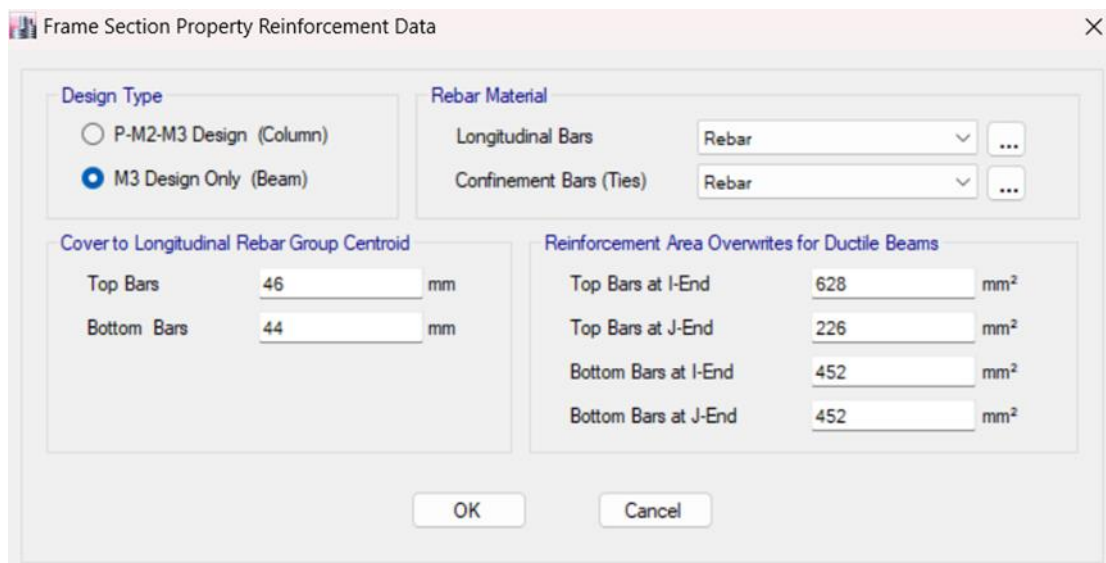 Frame Section Property Reinforcement Data
Design Type
P-M2-M3 Design (Column)
M3 Design Only (Beam)
Rebar Material
Longitudinal Bars Rebar ...
Confinement Bars (Ties) Rebar ...
Cover to Longitudinal Rebar Group Centroid
Top Bars 46 mm
Bottom Bars 44 mm
Reinforcement Area Overwrites for Ductile Beams
Top Bars at I-End 628 mm²
Top Bars at J-End 226 mm²
Bottom Bars at I-End 452 mm²
Bottom Bars at J-End 452 mm²
OK Cancel